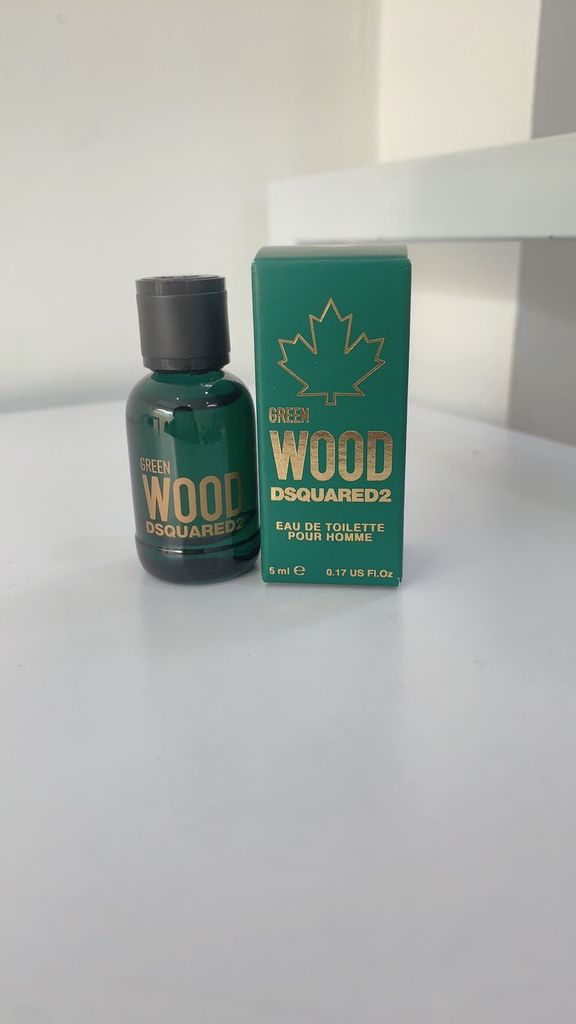 GREEN
WOOD
DSQUARED2
GREEN
WOOD
DSQUARED2
EAU DE TOILETTE
POUR HOMME
5 ml ℮ 0.17 US Fl.Oz